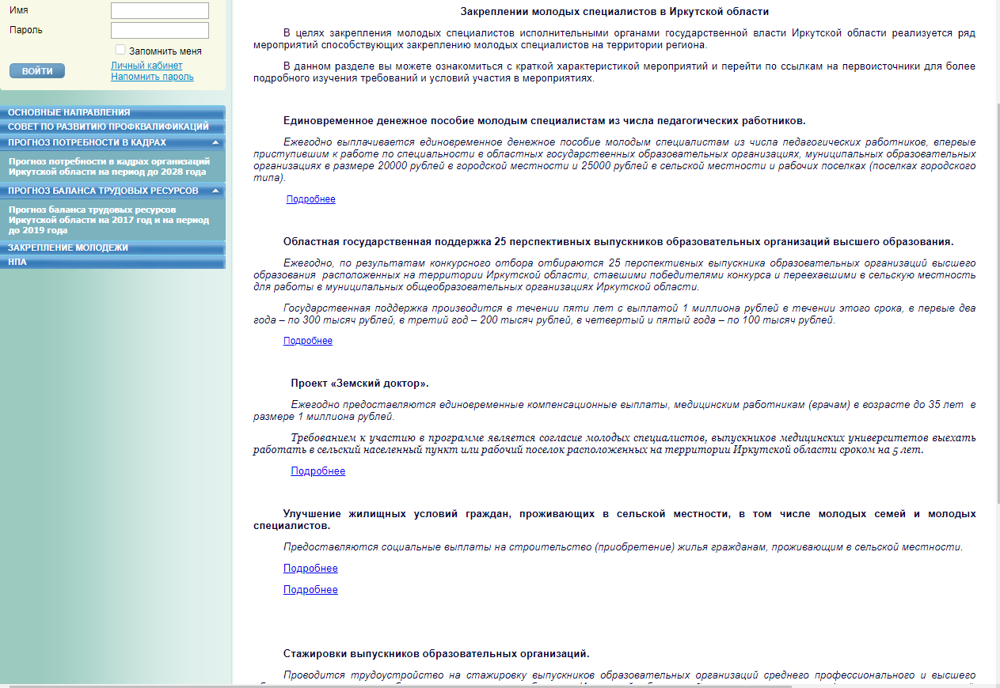 Имя
Пароль
Запомнить меня
ВОЙТИ
Личный кабинет
Напомнить пароль
ОСНОВНЫЕ НАПРАВЛЕНИЯ
СОВЕТ ПО РАЗВИТИЮ ПРОФКВАЛИФИКАЦИЙ
ПРОГНОЗ ПОТРЕБНОСТИ В КАДРАХ
Прогноз потребности в кадрах организаций
Иркутской области на период до 2028 года
ПРОГНОЗ БАЛАНСА ТРУДОВЫХ РЕСУРСОВ
Прогноз баланса трудовых ресурсов
Иркутской области на 2017 год и на период
до 2019 года
ЗАКРЕПЛЕНИЕ МОЛОДЕЖИ
НПА
Закреплении молодых специалистов в Иркутской области
В целях закрепления молодых специалистов исполнительными органами государственной власти Иркутской области реализуется ряд
мероприятий способствующих закреплению молодых специалистов на территории региона.
В данном разделе вы можете ознакомиться с краткой характеристикой мероприятий и перейти по ссылкам на первоисточники для более
подробного изучения требований и условий участия в мероприятиях.
Единовременное денежное пособие молодым специалистам из числа педагогических работников.
Ежегодно выплачивается единовременное денежное пособие молодым специалистам из числа педагогических работников, впервые
приступившим к работе по специальности в областных государственных образовательных организациях, муниципальных образовательных
организациях в размере 20000 рублей в городской местности и 25000 рублей в сельской местности и рабочих поселках (поселках городского
типа).
Подробнее
Областная государственная поддержка 25 перспективных выпускников образовательных организаций высшего образования.
Ежегодно, по результатам конкурсного отбора отбираются 25 перспективных выпускника образовательных организаций высшего
образования расположенных на территории Иркутской области, ставшими победителями конкурса и переехавшими в сельскую местность
для работы в муниципальных общеобразовательных организациях Иркутской области.
Государственная поддержка производится в течении пяти лет с выплатой 1 миллиона рублей в течении этого срока, в первые два
года – по 300 тысяч рублей, в третий год – 200 тысяч рублей, в четвертый и пятый года – по 100 тысяч рублей.
Подробнее
Проект «Земский доктор».
Ежегодно предоставляются единовременные компенсационные выплаты, медицинским работникам (врачам) в возрасте до 35 лет в
размере 1 миллиона рублей.
Требованием к участию в программе является согласие молодых специалистов, выпускников медицинских университетов выехать
работать в сельский населенный пункт или рабочий поселок расположенных на территории Иркутской области сроком на 5 лет.
Подробнее
Улучшение жилищных условий граждан, проживающих в сельской местности, в том числе молодых семей и молодых
специалистов.
Предоставляются социальные выплаты на строительство (приобретение) жилья гражданам, проживающим в сельской местности.
Подробнее
Подробнее
Стажировки выпускников образовательных организаций.
Проводится трудоустройство на стажировку выпускников образовательных организаций среднего профессионального и высшего